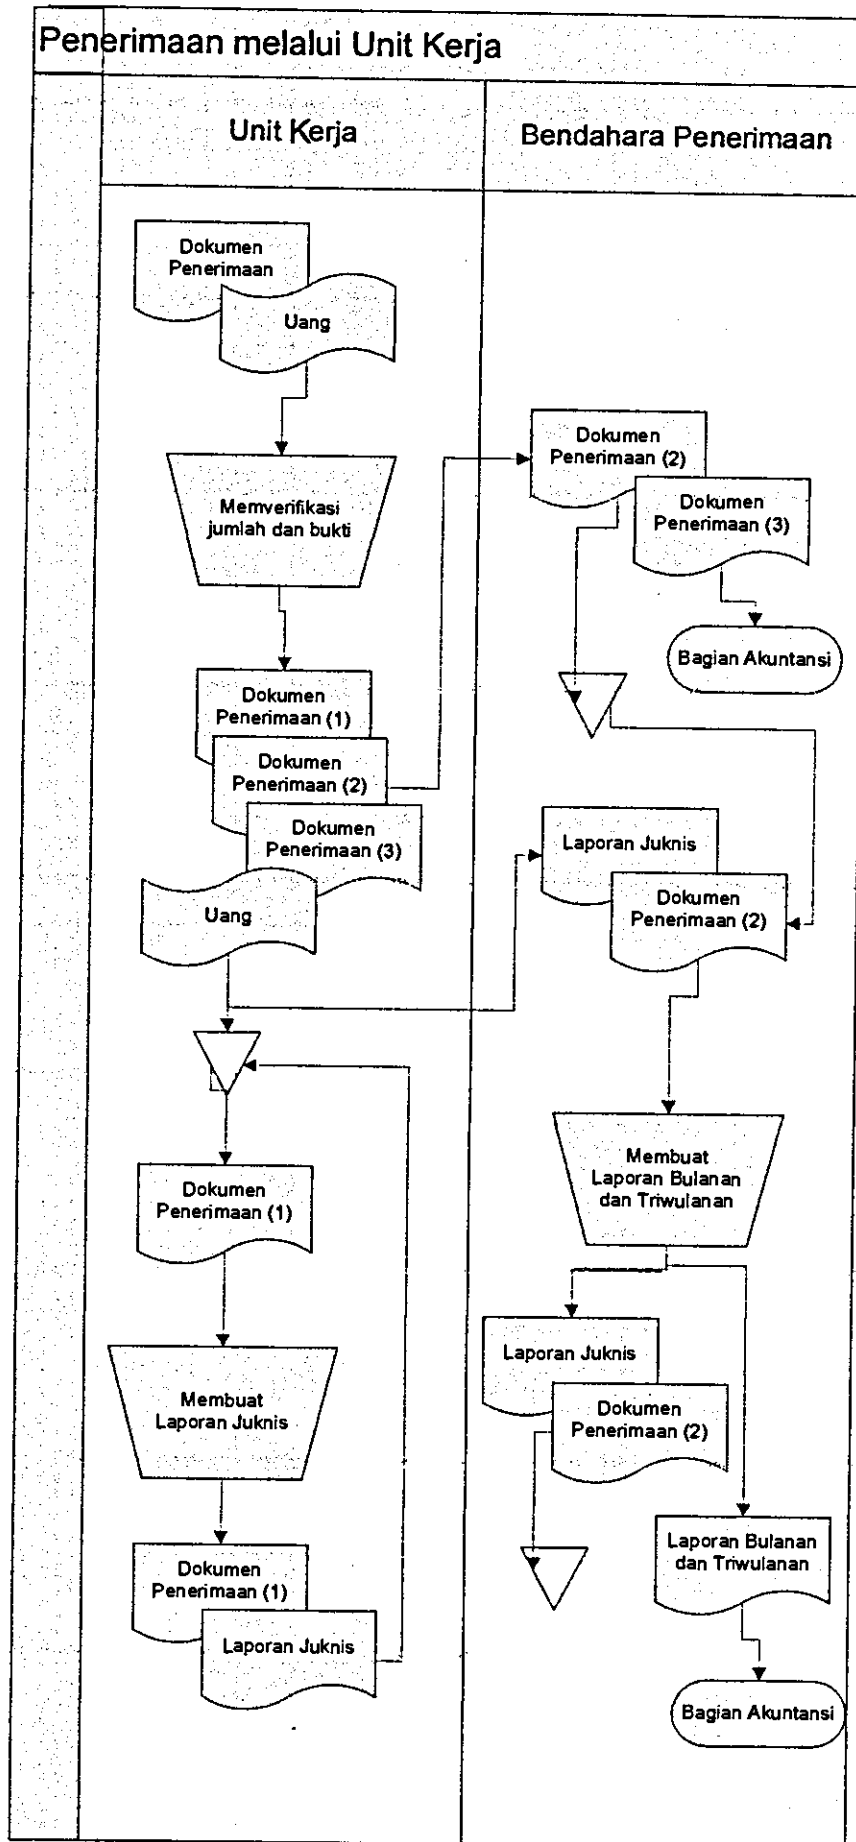 Penerimaan melalui Unit Kerja
Unit Kerja
Bendahara Penerimaan
Dokumen
Penerimaan
Uang
Memverifikasi
jumlah dan bukti
Dokumen
Penerimaan (1)
Dokumen
Penerimaan (2)
Dokumen
Penerimaan (3)
Uang
Dokumen
Penerimaan (1)
Membuat
Laporan Juknis
Dokumen
Penerimaan (1)
Laporan Juknis
Dokumen
Penerimaan (2)
Dokumen
Penerimaan (3)
Bagian Akuntansi
Laporan Juknis
Dokumen
Penerimaan (2)
Membuat
Laporan Bulanan
dan Triwulanan
Laporan Juknis
Dokumen
Penerimaan (2)
Laporan Bulanan
dan Triwulanan
Bagian Akuntansi